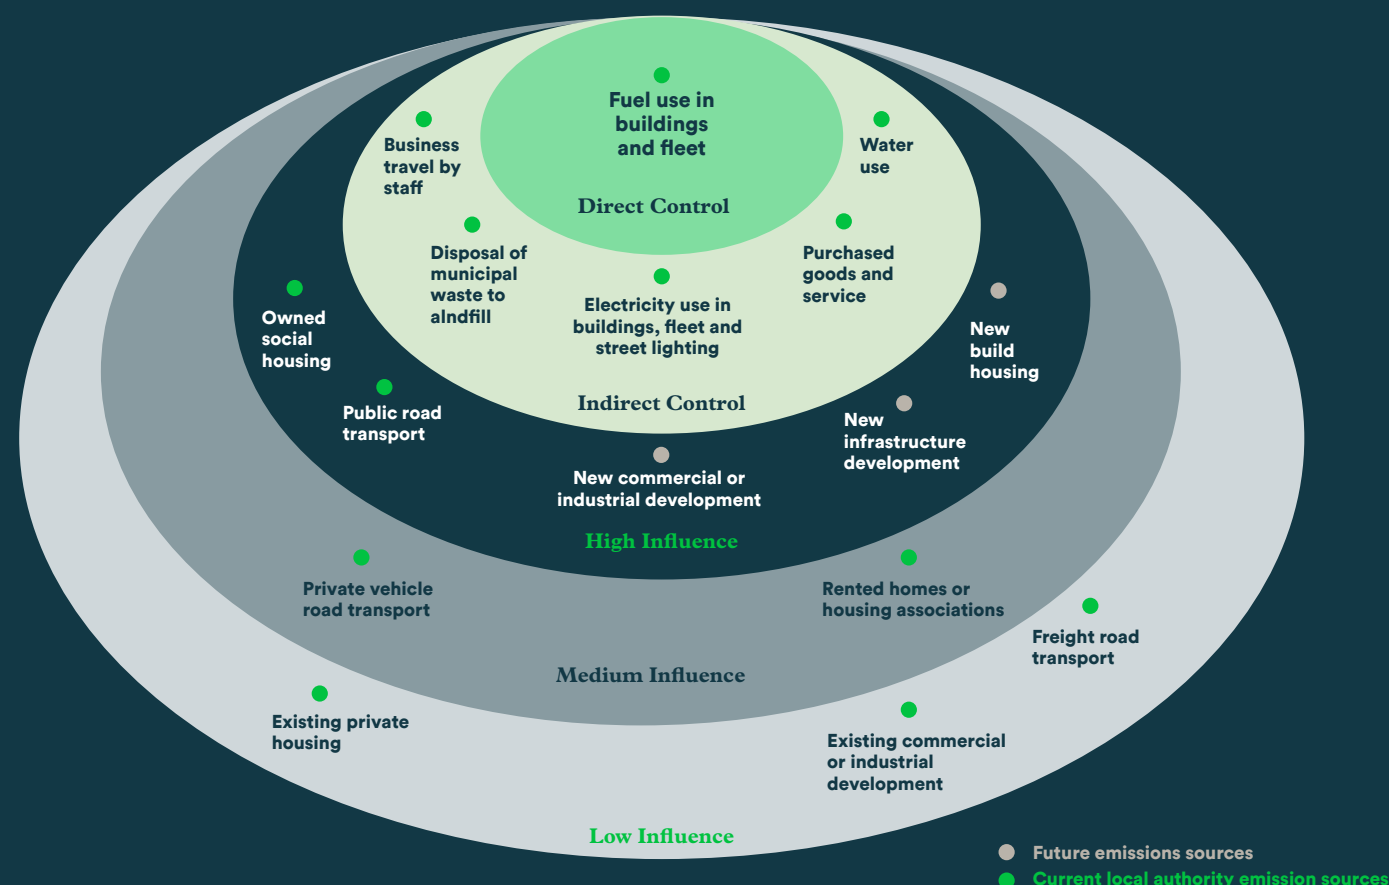 Fuel use in
buildings
and fleet
Direct Control
Business
travel by
staff
Water
use
Disposal of
municipal
waste to
alndfill
Purchased
goods and
service
Electricity use in
buildings, fleet and
street lighting
Indirect Control
Owned
social
housing
Public road
transport
New
build
housing
New
infrastructure
development
New commercial or
industrial development
High Influence
Private vehicle
road transport
Rented homes or
housing associations
Medium Influence
Freight road
transport
Existing private
housing
Existing commercial
or industrial
development
Low Influence
Future emissions sources
Current local authority emission sources